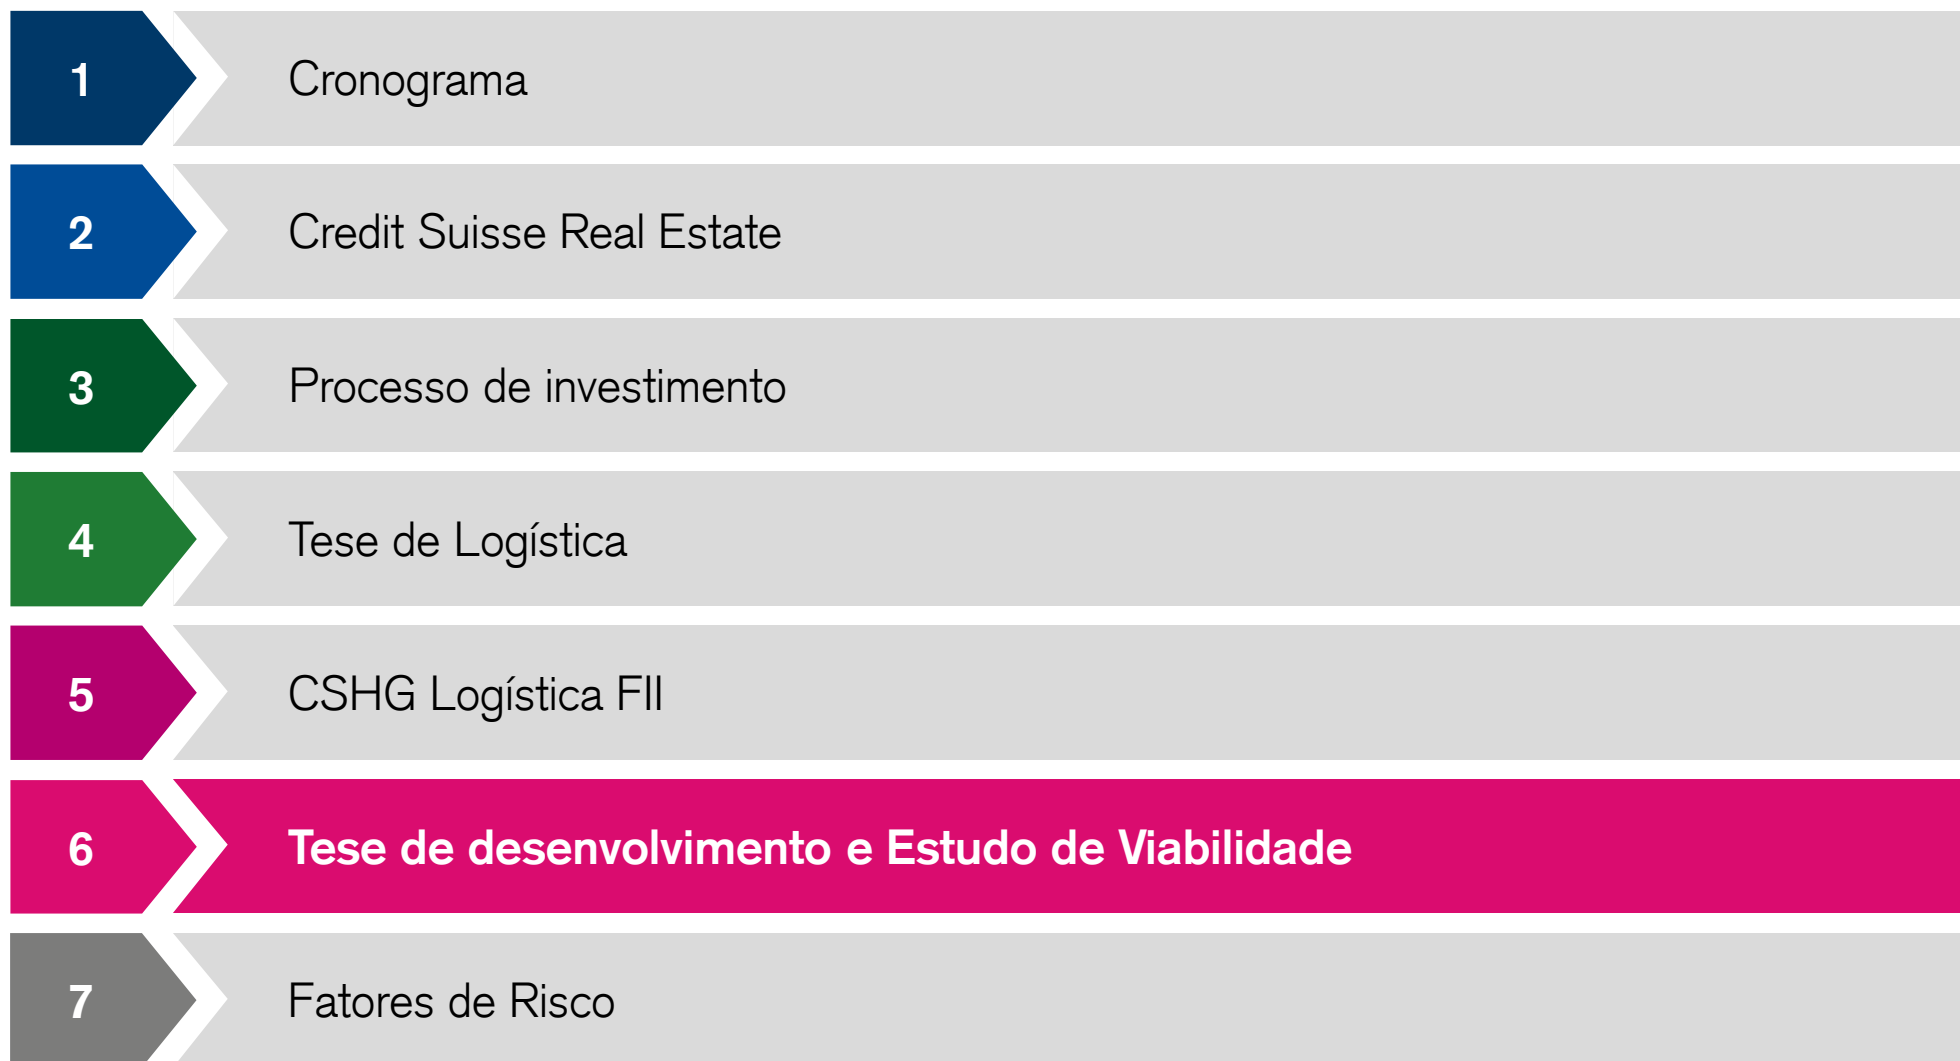 1 Cronograma
2 Credit Suisse Real Estate
3 Processo de investimento
4 Tese de Logística
5 CSHG Logística FII
6 Tese de desenvolvimento e Estudo de Viabilidade
7 Fatores de Risco